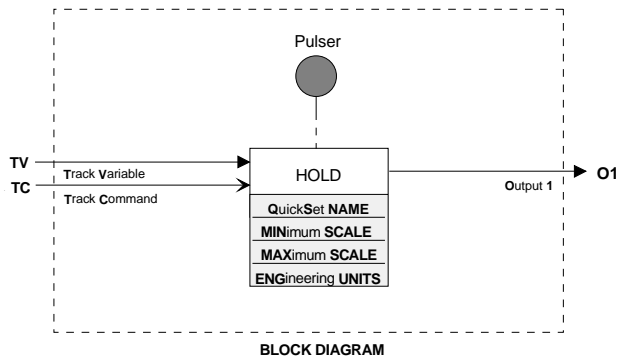 Pulser
TV
Track Variable
TC
Track Command
HOLD
Output 1
O1
QuickSet NAME
MINimum SCALE
MAXimum SCALE
ENGineering UNITS
BLOCK DIAGRAM